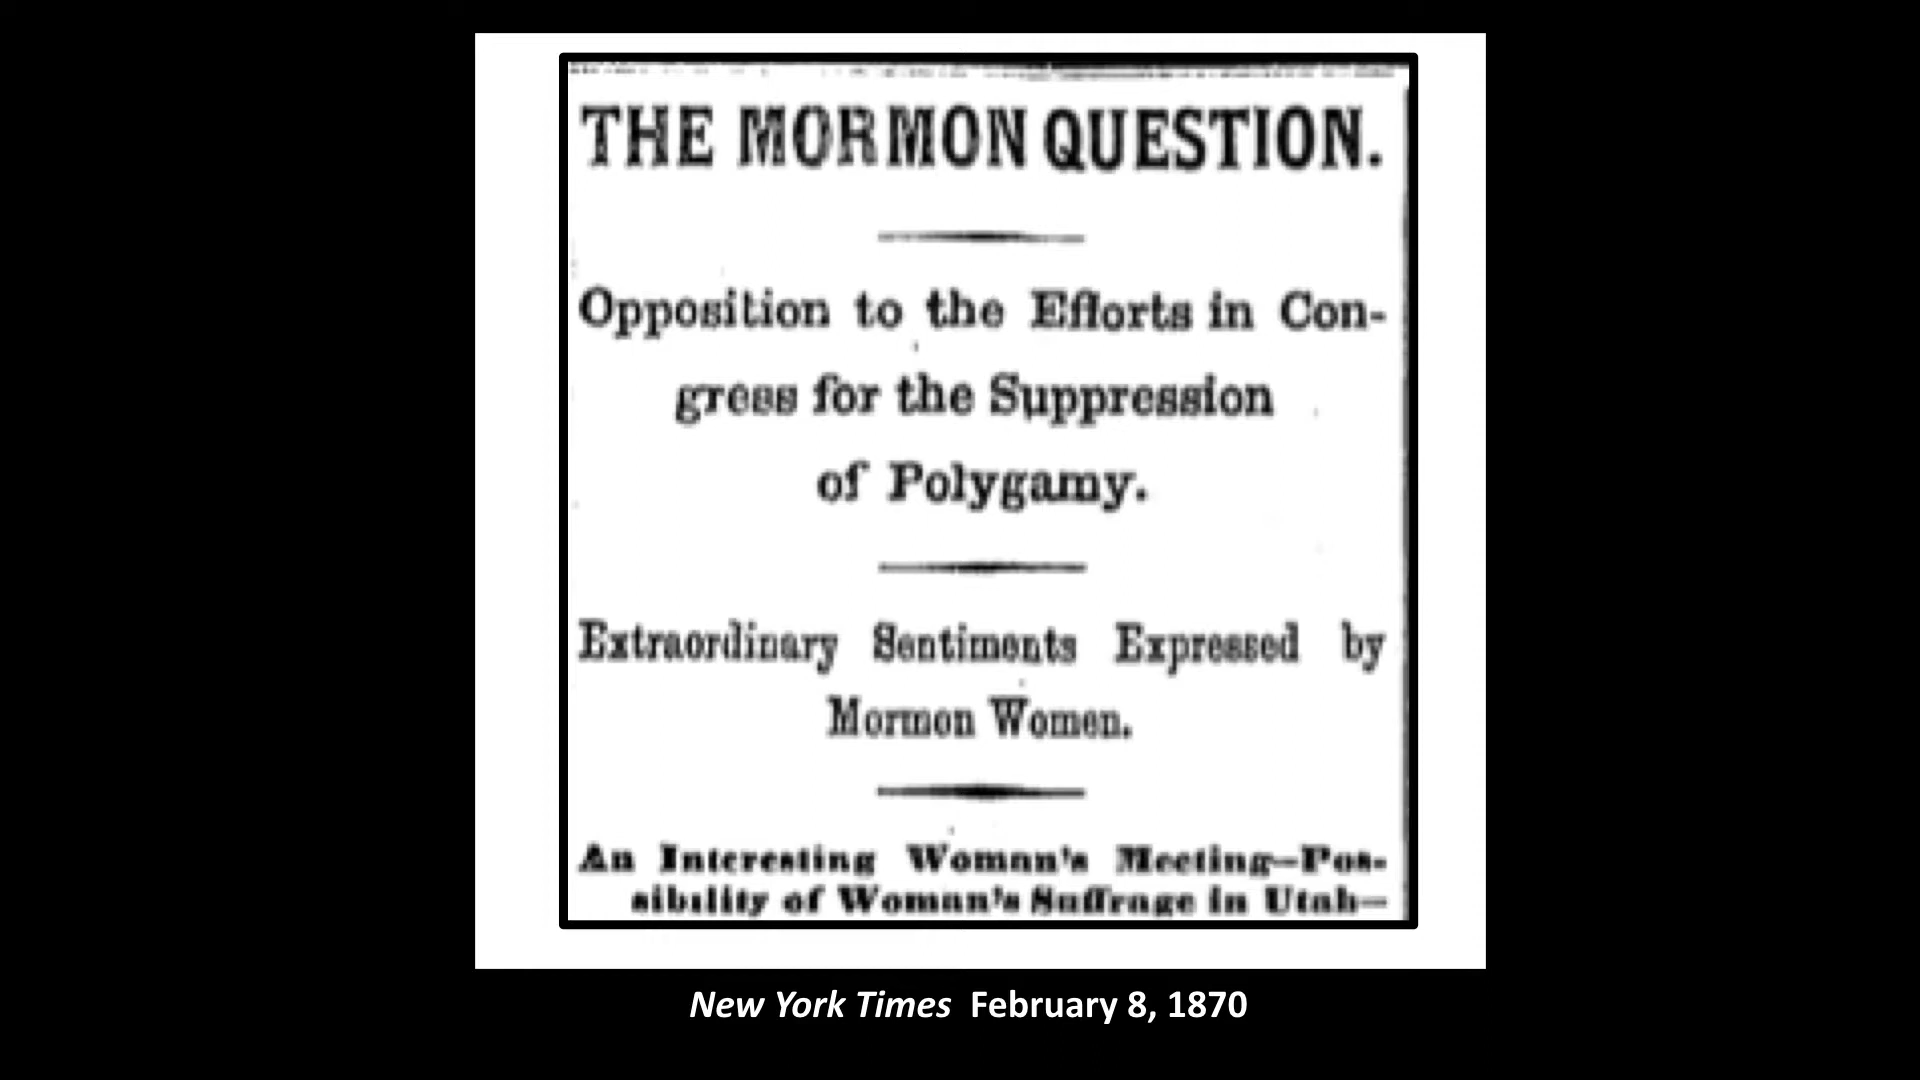 THE MORMON QUESTION.
Opposition to the Efforts in Con-
gress for the Suppression
of Polygamy.
Extraordinary Sentiments Expressed by
Mormon Women.
An Interesting Woman's Meeting—Pos-
sibility of Woman's Suffrage in Utah—
New York Times February 8, 1870